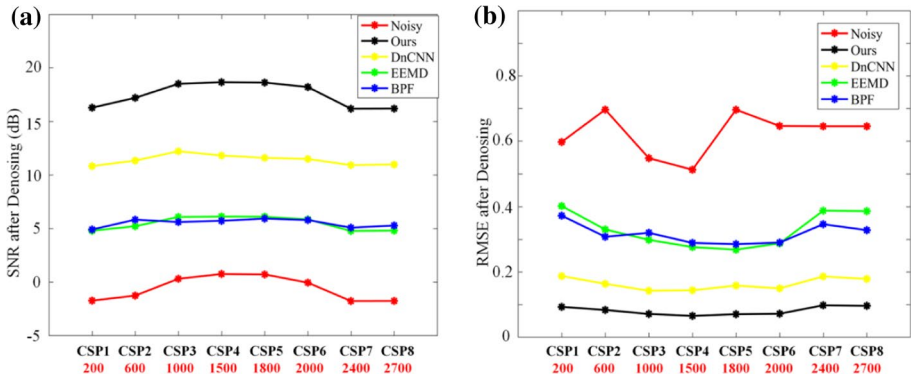 (a)
SNR after Denosing (dB)
20
15
10
5
0
-5
Noisy
Ours
DnCNN
EEMD
BPF
CSP1 CSP2 CSP3 CSP4 CSP5 CSP6 CSP7 CSP8
200 600 1000 1500 1800 2000 2400 2700
(b)
RMSE after Denosing
0.8
0.6
0.4
0.2
0
Noisy
Ours
DnCNN
EEMD
BPF
CSP1 CSP2 CSP3 CSP4 CSP5 CSP6 CSP7 CSP8
200 600 1000 1500 1800 2000 2400 2700